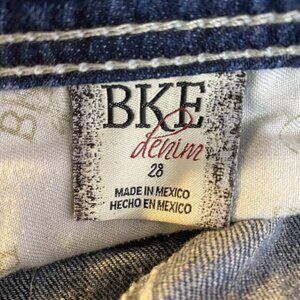 BKE
denim
28
MADE IN MEXICO
HECHO EN MEXICO